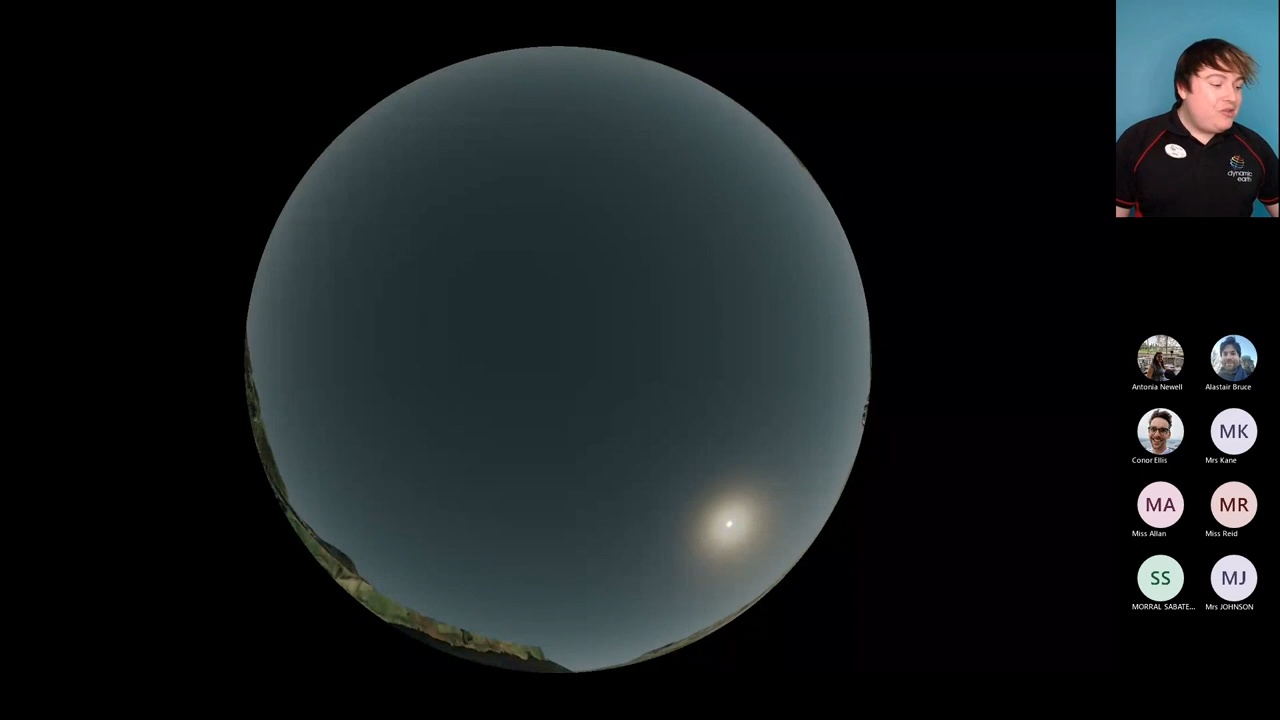 dynamic
earth
Antonia Newell
Alastair Bruce
Conor Ellis
MK
Mrs Kane
MA
Miss Allan
MR
Miss Reid
SS
MORRAL SABATE...
MJ
Mrs JOHNSON